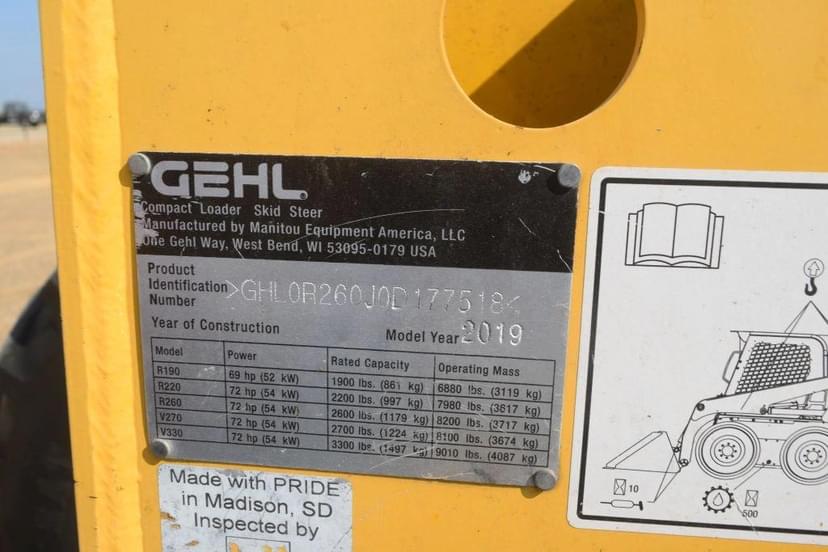 GEHL
Compact Loader Skid Steer
Manufactured by Manitou Equipment America, LLC
One Gehl Way, West Bend, WI 53095-0179 USA
Product
Identification >GHL0R260J0D177518<
Number
Year of Construction Model Year 2019
Model Power Rated Capacity Operating Mass
R190 69 hp (52 kW) 1900 lbs. (861 kg) 6880 lbs. (3119 kg)
R220 72 hp (54 kW) 2200 lbs. (997 kg) 7980 lbs. (3617 kg)
R260 72 hp (54 kW) 2600 lbs. (1179 kg) 8200 lbs. (3717 kg)
V270 72 hp (54 kW) 2700 lbs. (1224 kg) 8100 lbs. (3674 kg)
V330 72 hp (54 kW) 3300 lbs. (1497 kg) 9010 lbs. (4087 kg)
Made with PRIDE
in Madison, SD
Inspected by
10
500